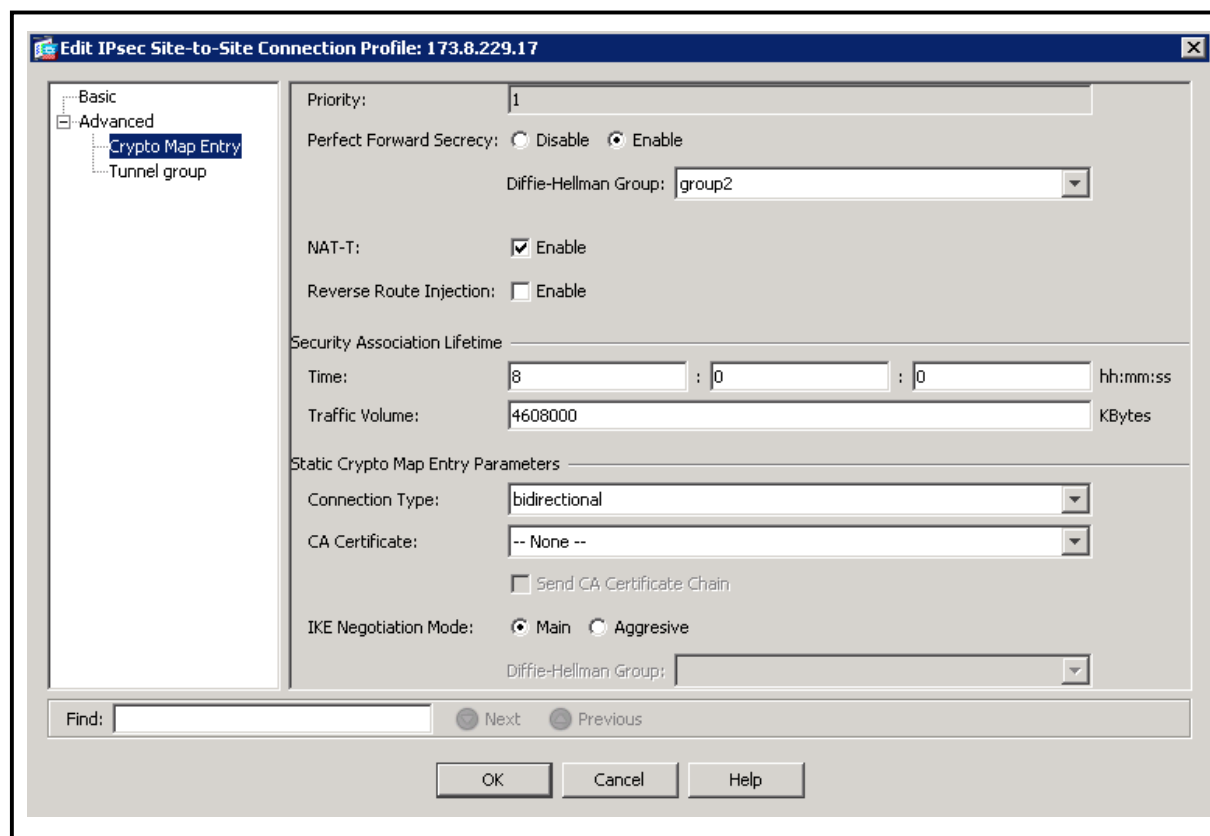 Edit IPsec Site-to-Site Connection Profile: 173.8.229.17
Basic
Advanced
Crypto Map Entry
Tunnel group
Priority: 1
Perfect Forward Secrecy: Disable Enable
Diffie-Hellman Group: group2
NAT-T: Enable
Reverse Route Injection: Enable
Security Association Lifetime
Time: 8 : 0 : 0 hh:mm:ss
Traffic Volume: 4608000 KBytes
Static Crypto Map Entry Parameters
Connection Type: bidirectional
CA Certificate: -- None --
Send CA Certificate Chain
IKE Negotiation Mode: Main Aggresive
Diffie-Hellman Group:
Find: Next Previous
OK Cancel Help